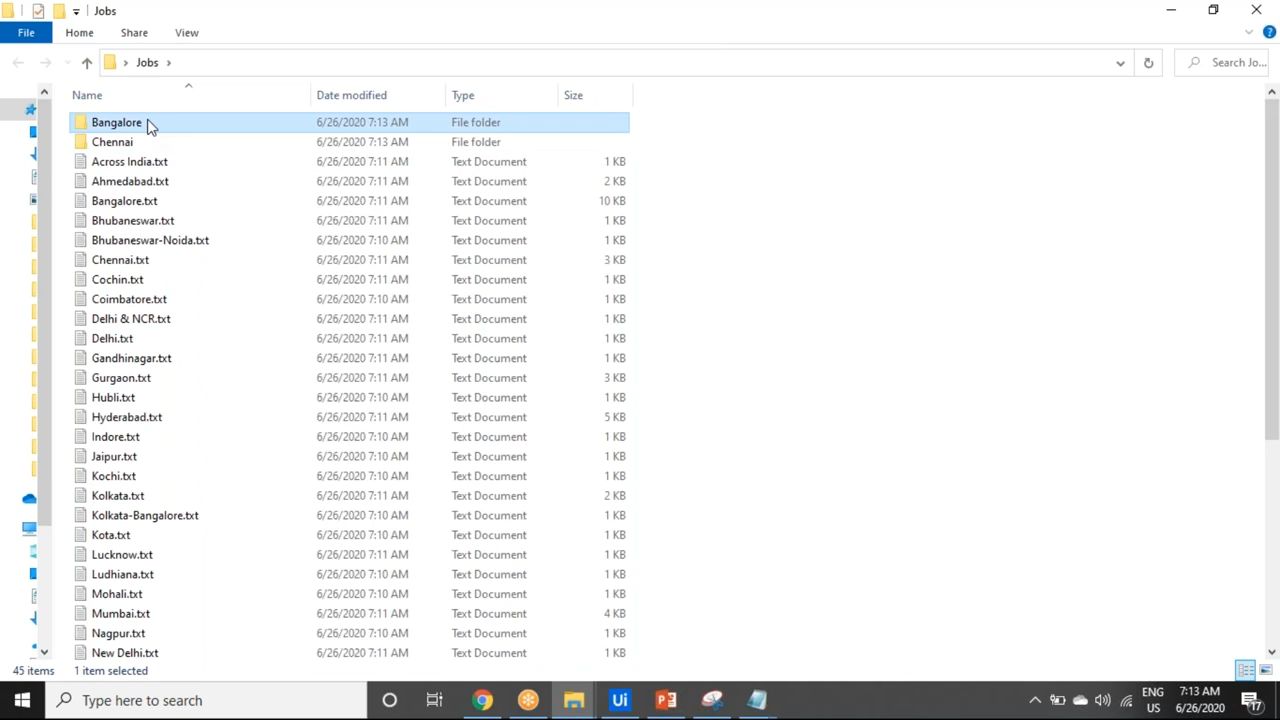 Jobs
File Home Share View
Jobs Search Jo...
Name Date modified Type Size
Bangalore 6/26/2020 7:13 AM File folder
Chennai 6/26/2020 7:13 AM File folder
Across India.txt 6/26/2020 7:11 AM Text Document 1 KB
Ahmedabad.txt 6/26/2020 7:11 AM Text Document 2 KB
Bangalore.txt 6/26/2020 7:11 AM Text Document 10 KB
Bhubaneswar.txt 6/26/2020 7:11 AM Text Document 1 KB
Bhubaneswar-Noida.txt 6/26/2020 7:10 AM Text Document 1 KB
Chennai.txt 6/26/2020 7:11 AM Text Document 3 KB
Cochin.txt 6/26/2020 7:11 AM Text Document 1 KB
Coimbatore.txt 6/26/2020 7:10 AM Text Document 1 KB
Delhi & NCR.txt 6/26/2020 7:11 AM Text Document 1 KB
Delhi.txt 6/26/2020 7:11 AM Text Document 1 KB
Gandhinagar.txt 6/26/2020 7:11 AM Text Document 1 KB
Gurgaon.txt 6/26/2020 7:11 AM Text Document 3 KB
Hubli.txt 6/26/2020 7:10 AM Text Document 1 KB
Hyderabad.txt 6/26/2020 7:11 AM Text Document 5 KB
Indore.txt 6/26/2020 7:10 AM Text Document 1 KB
Jaipur.txt 6/26/2020 7:10 AM Text Document 1 KB
Kochi.txt 6/26/2020 7:10 AM Text Document 1 KB
Kolkata.txt 6/26/2020 7:11 AM Text Document 2 KB
Kolkata-Bangalore.txt 6/26/2020 7:10 AM Text Document 1 KB
Kota.txt 6/26/2020 7:10 AM Text Document 1 KB
Lucknow.txt 6/26/2020 7:11 AM Text Document 1 KB
Ludhiana.txt 6/26/2020 7:10 AM Text Document 1 KB
Mohali.txt 6/26/2020 7:10 AM Text Document 1 KB
Mumbai.txt 6/26/2020 7:11 AM Text Document 4 KB
Nagpur.txt 6/26/2020 7:10 AM Text Document 1 KB
New Delhi.txt 6/26/2020 7:11 AM Text Document 1 KB
45 items 1 item selected
Type here to search Ui ENG 7:13 AM
US 6/26/2020 17